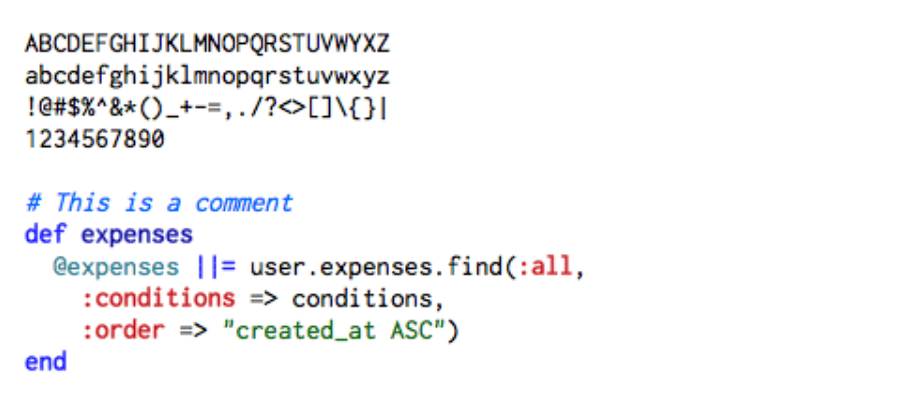 ABCDEFGHIJKLMNOPQRSTUVWYXZ
abcdefghijklmnopqrstuvwxyz
!@#$%^&*()_+-=,./?<>[]\{}|
1234567890

# This is a comment
def expenses
  @expenses ||= user.expenses.find(:all,
    :conditions => conditions,
    :order => "created_at ASC")
end